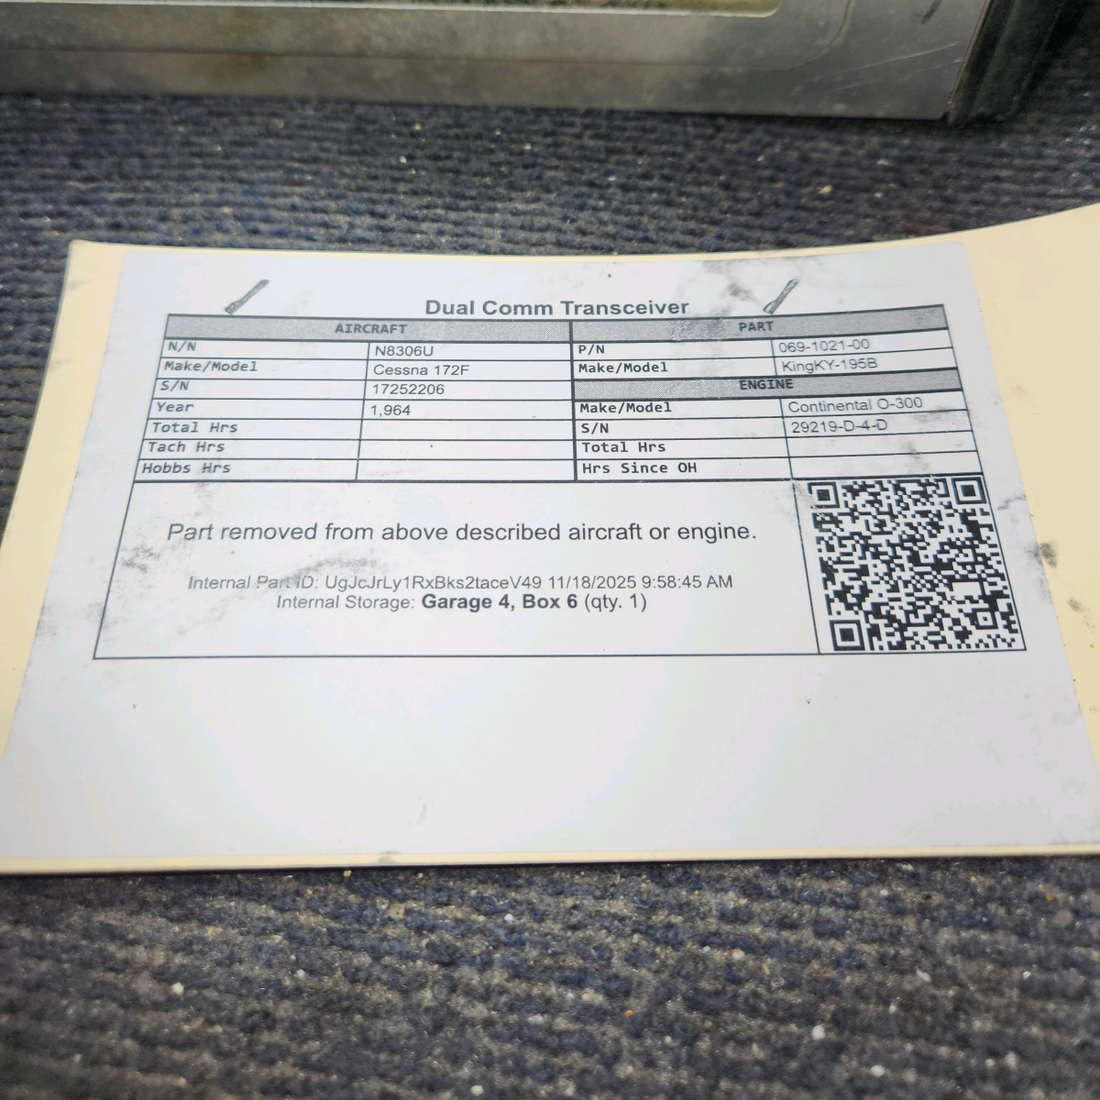 Dual Comm Transceiver
AIRCRAFT PART
N/N N8306U P/N 069-1021-00
Make/Model Cessna 172F Make/Model KingKY-195B
S/N 17252206 ENGINE
Year 1,964 Make/Model Continental O-300
Total Hrs S/N 29219-D-4-D
Tach Hrs Total Hrs
Hobbs Hrs Hrs Since OH
Part removed from above described aircraft or engine.
Internal Part ID: UgJcJrLy1RxBks2taceV49 11/18/2025 9:58:45 AM
Internal Storage: Garage 4, Box 6 (qty. 1)